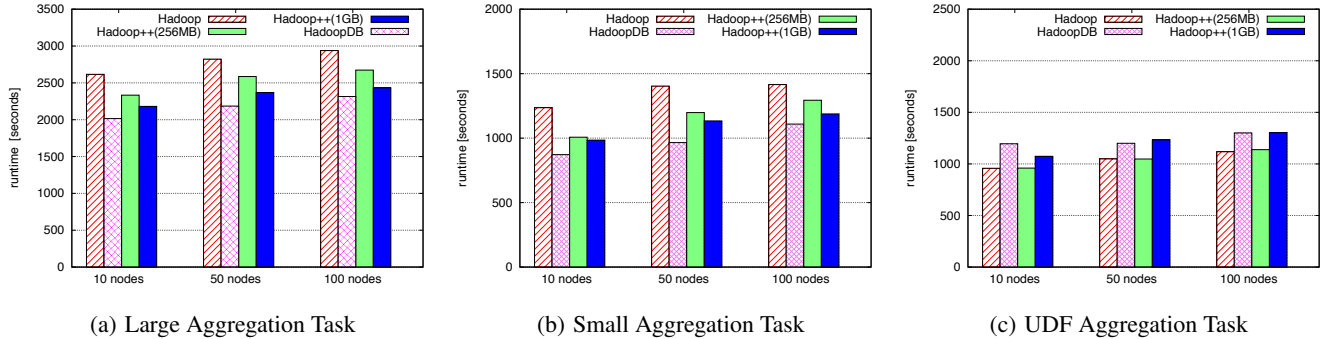 runtime [seconds]
3500
3000
2500
2000
1500
1000
500
0
Hadoop
Hadoop++(256MB)
Hadoop++(1GB)
HadoopDB
10 nodes
50 nodes
100 nodes
(a) Large Aggregation Task
runtime [seconds]
2000
1500
1000
500
0
Hadoop
HadoopDB
Hadoop++(256MB)
Hadoop++(1GB)
10 nodes
50 nodes
100 nodes
(b) Small Aggregation Task
runtime [seconds]
2500
2000
1500
1000
500
0
Hadoop
HadoopDB
Hadoop++(256MB)
Hadoop++(1GB)
10 nodes
50 nodes
100 nodes
(c) UDF Aggregation Task